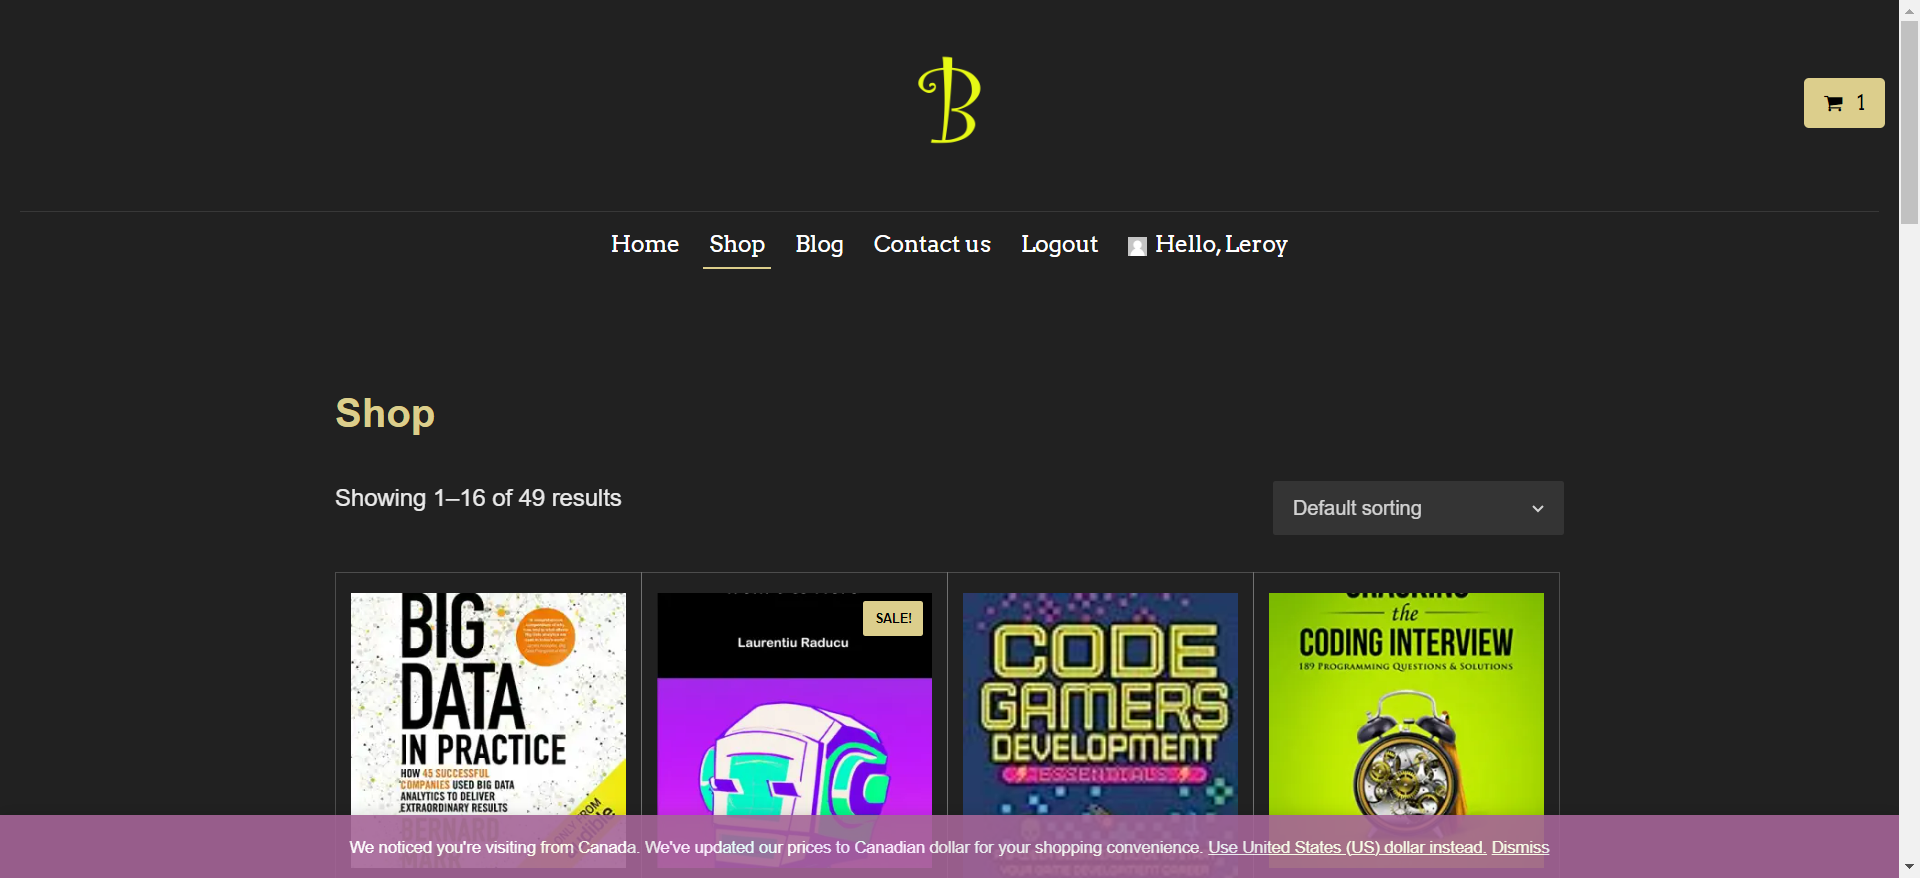 B
1
Home Shop Blog Contact us Logout Hello, Leroy
Shop
Showing 1–16 of 49 results
Default sorting
BIG
DATA
IN PRACTICE
HOW 45 SUCCESSFUL
COMPANIES USED BIG DATA
ANALYTICS TO DELIVER
EXTRAORDINARY RESULTS
BERNARD
MARR
SALE!
Laurentiu Raducu
CODE
GAMERS
DEVELOPMENT
ESSENTIALS
CRACKING
the
CODING INTERVIEW
189 PROGRAMMING QUESTIONS & SOLUTIONS
We noticed you're visiting from Canada. We've updated our prices to Canadian dollar for your shopping convenience. Use United States (US) dollar instead. Dismiss